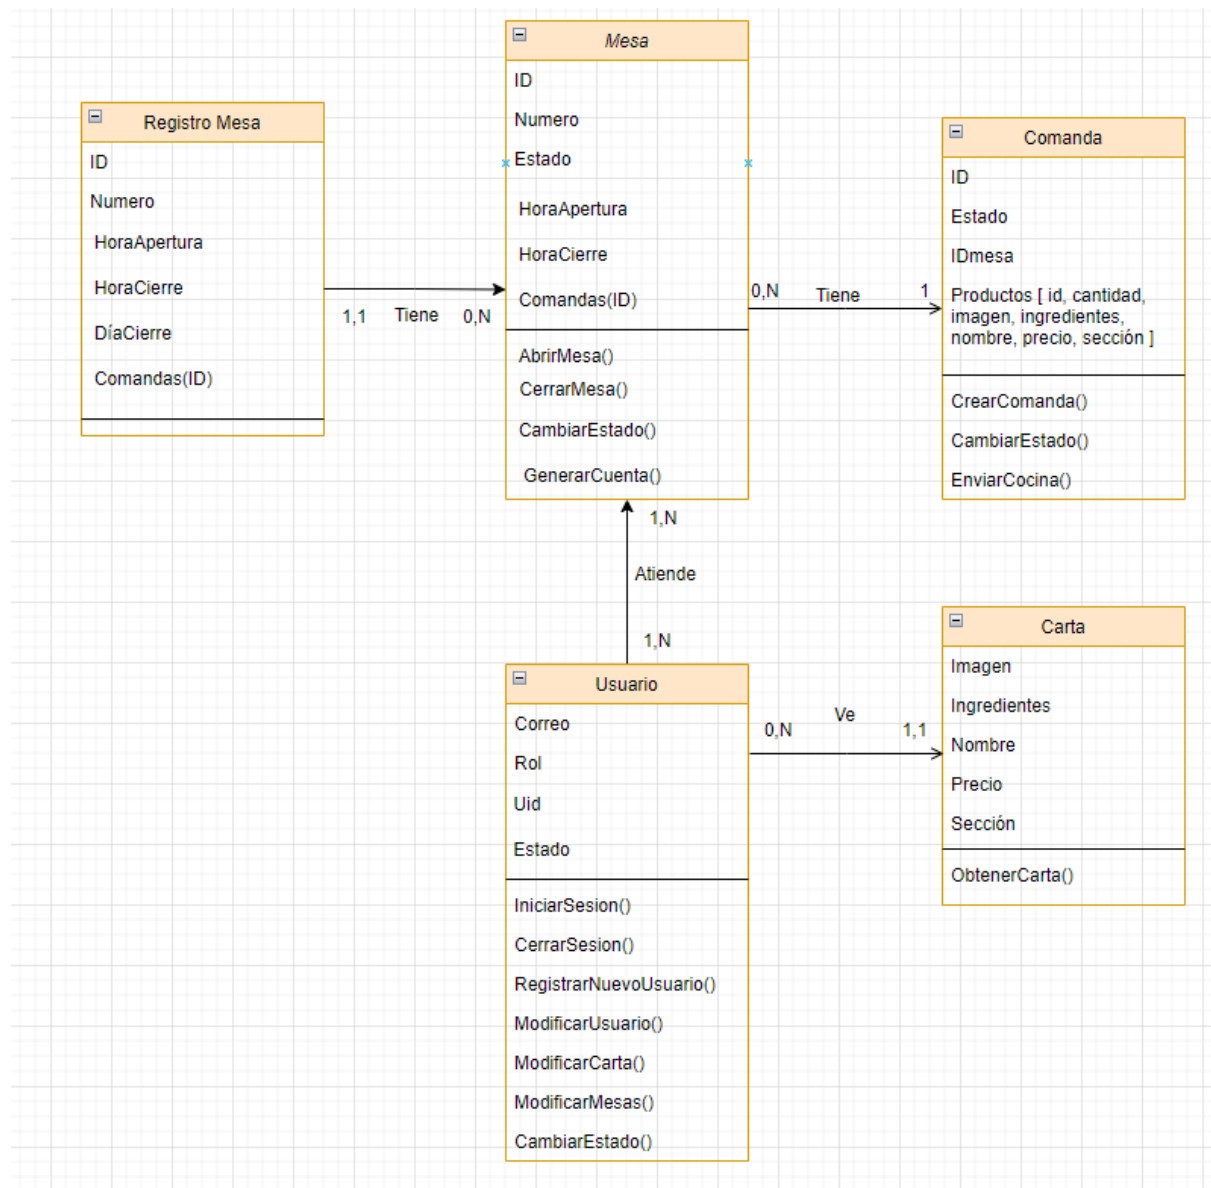 Mesa
ID
Numero
Estado
HoraApertura
HoraCierre
Comandas(ID)
AbrirMesa()
CerrarMesa()
CambiarEstado()
GenerarCuenta()
Registro Mesa
ID
Numero
HoraApertura
HoraCierre
DíaCierre
Comandas(ID)
1,1
Tiene
0,N
Comanda
ID
Estado
IDmesa
Productos [ id, cantidad,
imagen, ingredientes,
nombre, precio, sección ]
CrearComanda()
CambiarEstado()
EnviarCocina()
0,N
Tiene
1
1,N
Atiende
1,N
Usuario
Correo
Rol
Uid
Estado
IniciarSesion()
CerrarSesion()
RegistrarNuevoUsuario()
ModificarUsuario()
ModificarCarta()
ModificarMesas()
CambiarEstado()
0,N
Ve
1,1
Carta
Imagen
Ingredientes
Nombre
Precio
Sección
ObtenerCarta()